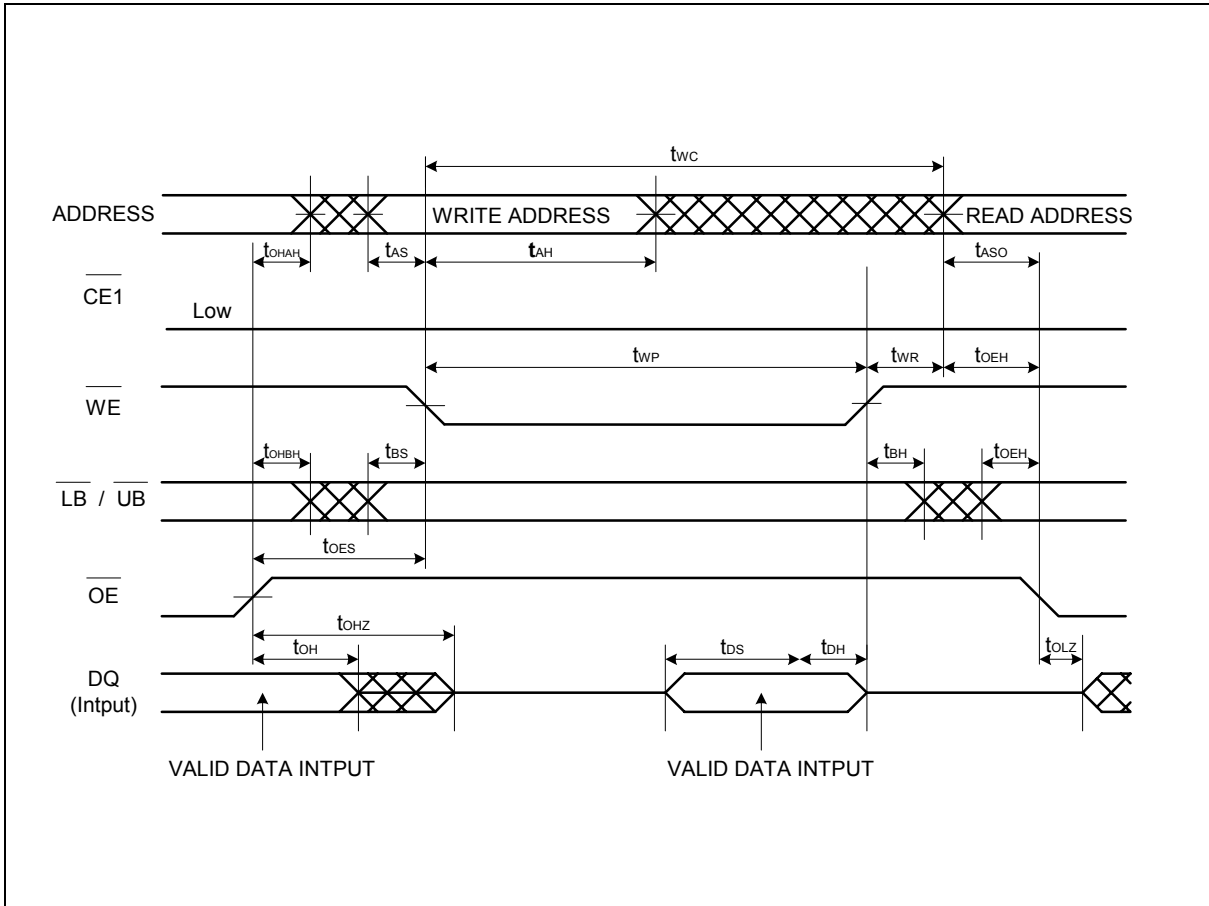 tWC
ADDRESS WRITE ADDRESS READ ADDRESS
tOHAH tAS tAH tASO
CE1
Low
tWP tWR tOEH
WE
tOHBH tBS tBH tOEH
LB / UB
tOES
OE
tOHZ
tOH tDS tDH tOLZ
DQ
(Intput)
VALID DATA INTPUT VALID DATA INTPUT